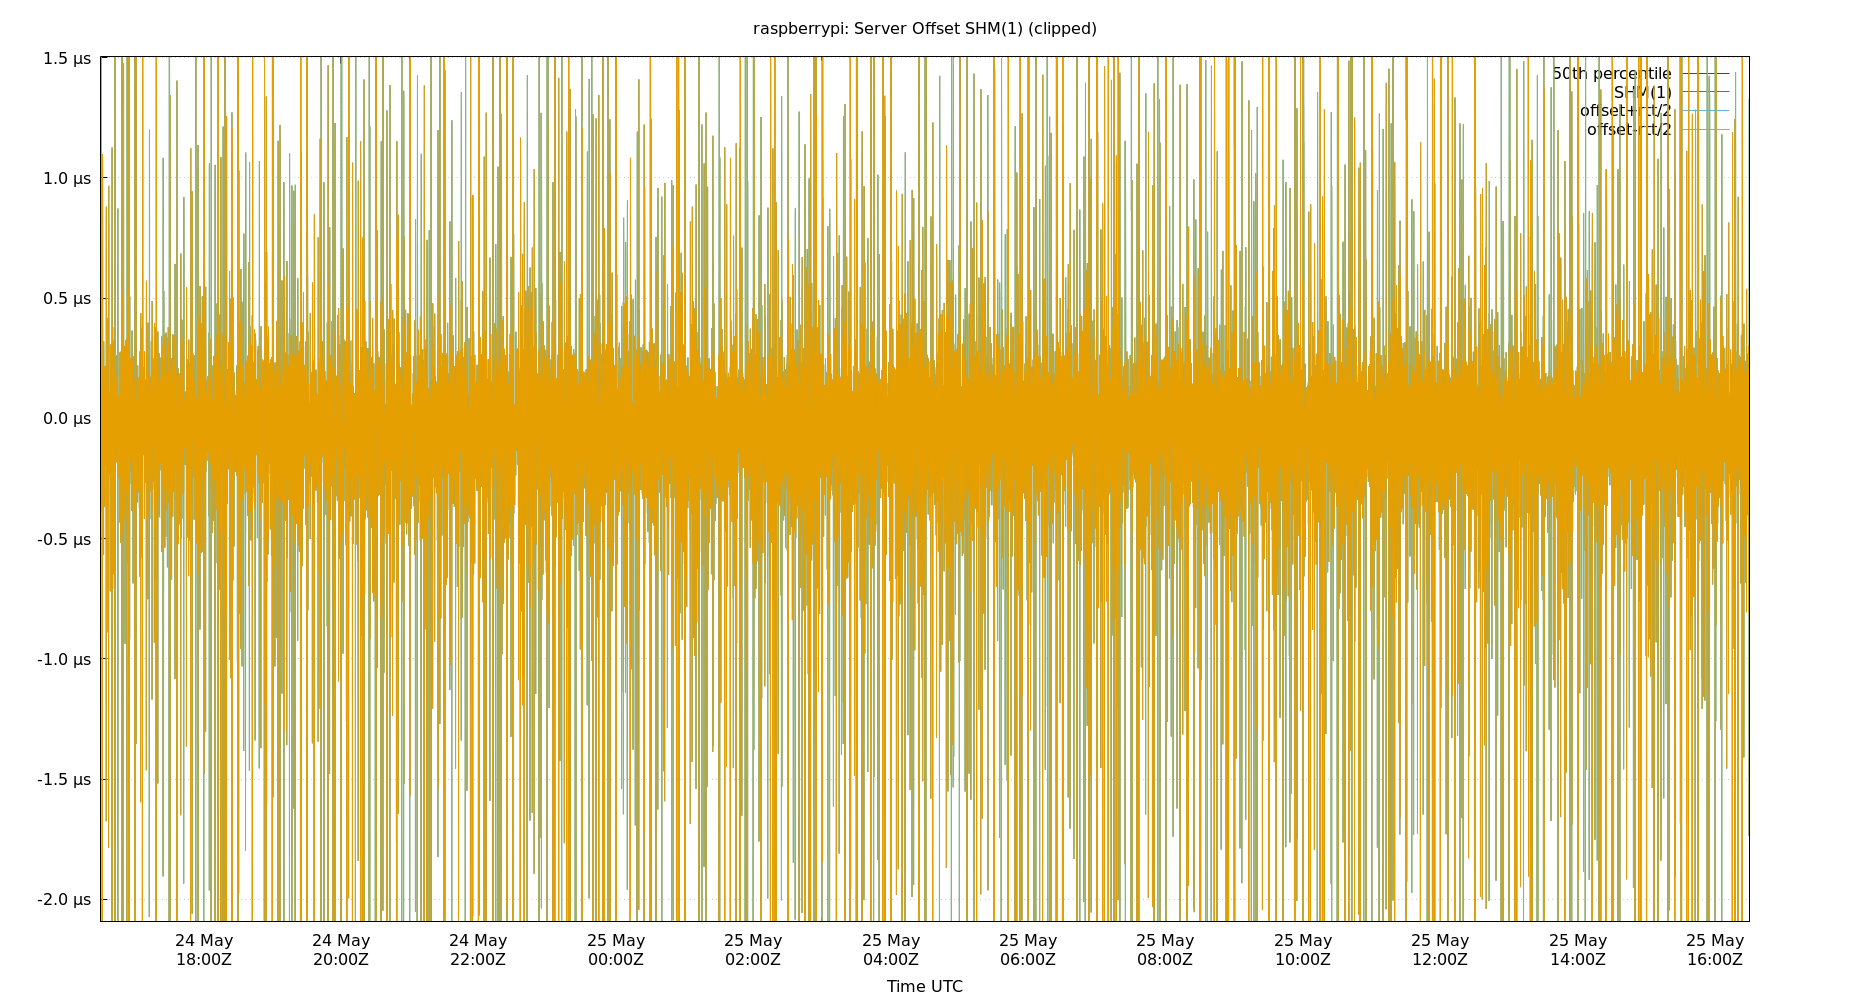 raspberrypi: Server Offset SHM(1) (clipped)
1.5 µs
1.0 µs
0.5 µs
0.0 µs
-0.5 µs
-1.0 µs
-1.5 µs
-2.0 µs
50th percentile
SHM(1)
offset+rtt/2
offset-rtt/2
24 May 18:00Z
24 May 20:00Z
24 May 22:00Z
25 May 00:00Z
25 May 02:00Z
25 May 04:00Z
25 May 06:00Z
25 May 08:00Z
25 May 10:00Z
25 May 12:00Z
25 May 14:00Z
25 May 16:00Z
Time UTC